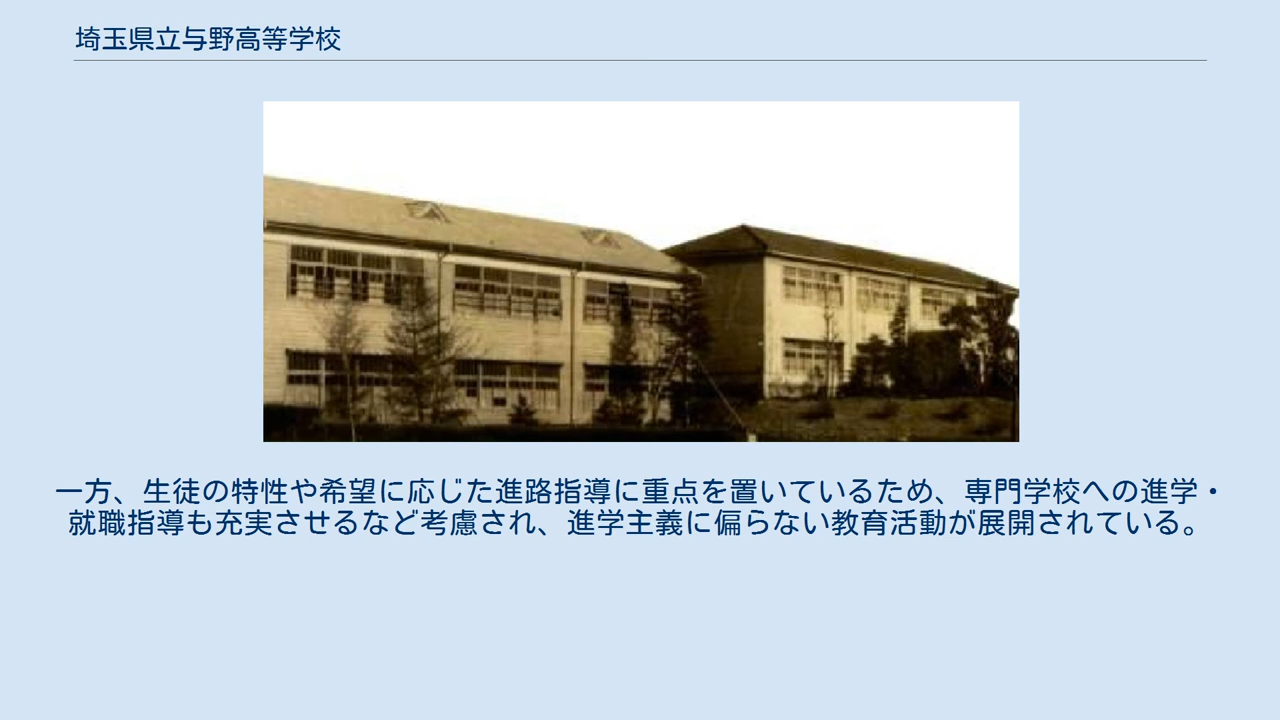 埼玉県立与野高等学校
一方、生徒の特性や希望に応じた進路指導に重点を置いているため、専門学校への進学・
就職指導も充実させるなど考慮され、進学主義に偏らない教育活動が展開されている。